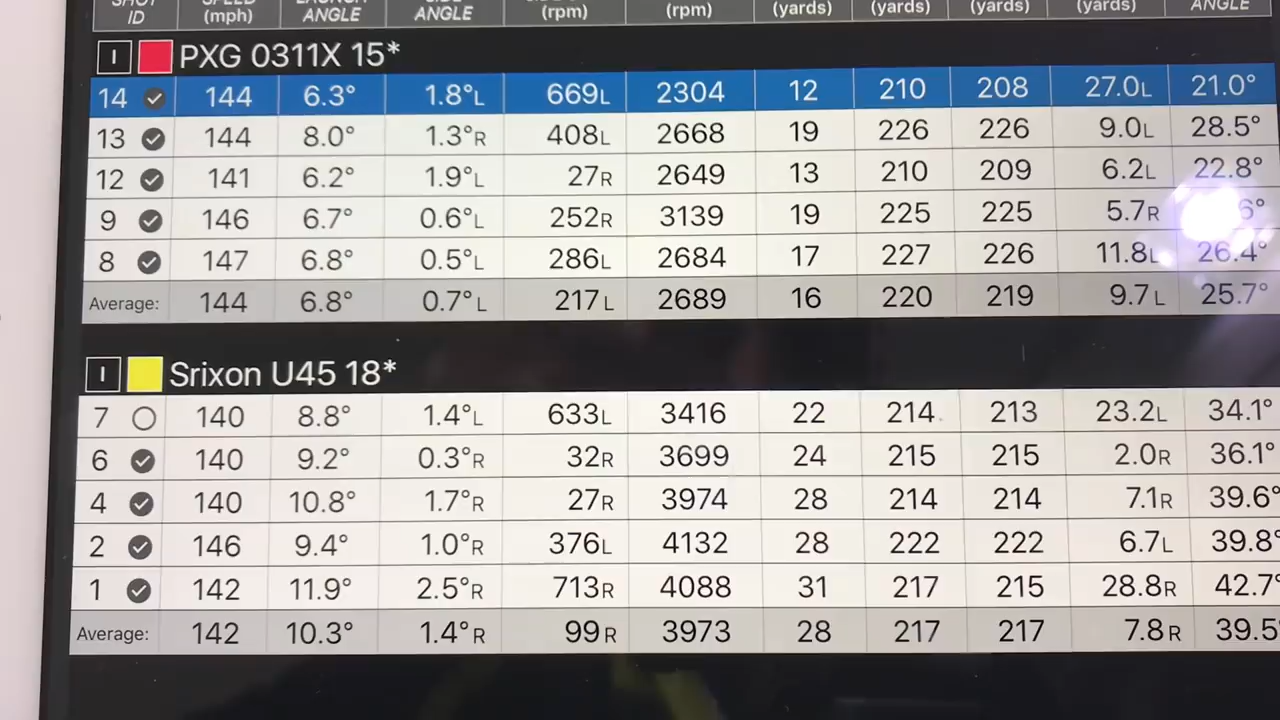 SHOT SPEED LAUNCH SIDE
ID (mph) ANGLE ANGLE (rpm) (rpm) (yards) (yards) (yards) (yards) ANGLE
I PXG 0311X 15*
14 144 6.3° 1.8°L 669L 2304 12 210 208 27.0L 21.0°
13 144 8.0° 1.3°R 408L 2668 19 226 226 9.0L 28.5°
12 141 6.2° 1.9°L 27R 2649 13 210 209 6.2L 22.8°
9 146 6.7° 0.6°L 252R 3139 19 225 225 5.7R 6°
8 147 6.8° 0.5°L 286L 2684 17 227 226 11.8L 26.4°
Average: 144 6.8° 0.7°L 217L 2689 16 220 219 9.7L 25.7°
I Srixon U45 18*
7 140 8.8° 1.4°L 633L 3416 22 214 213 23.2L 34.1°
6 140 9.2° 0.3°R 32R 3699 24 215 215 2.0R 36.1°
4 140 10.8° 1.7°R 27R 3974 28 214 214 7.1R 39.6°
2 146 9.4° 1.0°R 376L 4132 28 222 222 6.7L 39.8°
1 142 11.9° 2.5°R 713R 4088 31 217 215 28.8R 42.7°
Average: 142 10.3° 1.4°R 99R 3973 28 217 217 7.8R 39.5